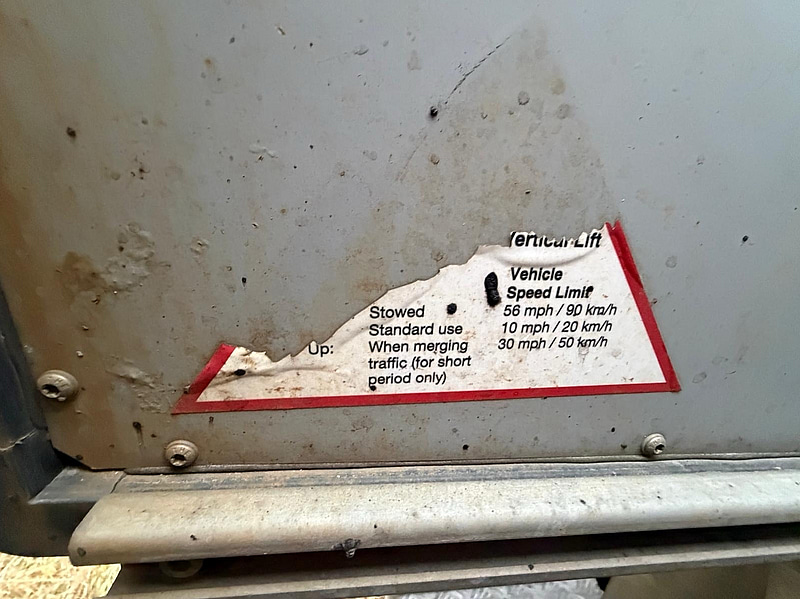 Vertical Lift
Vehicle
Speed Limit
Stowed 56 mph / 90 km/h
Standard use 10 mph / 20 km/h
Up: When merging 30 mph / 50 km/h
traffic (for short
period only)